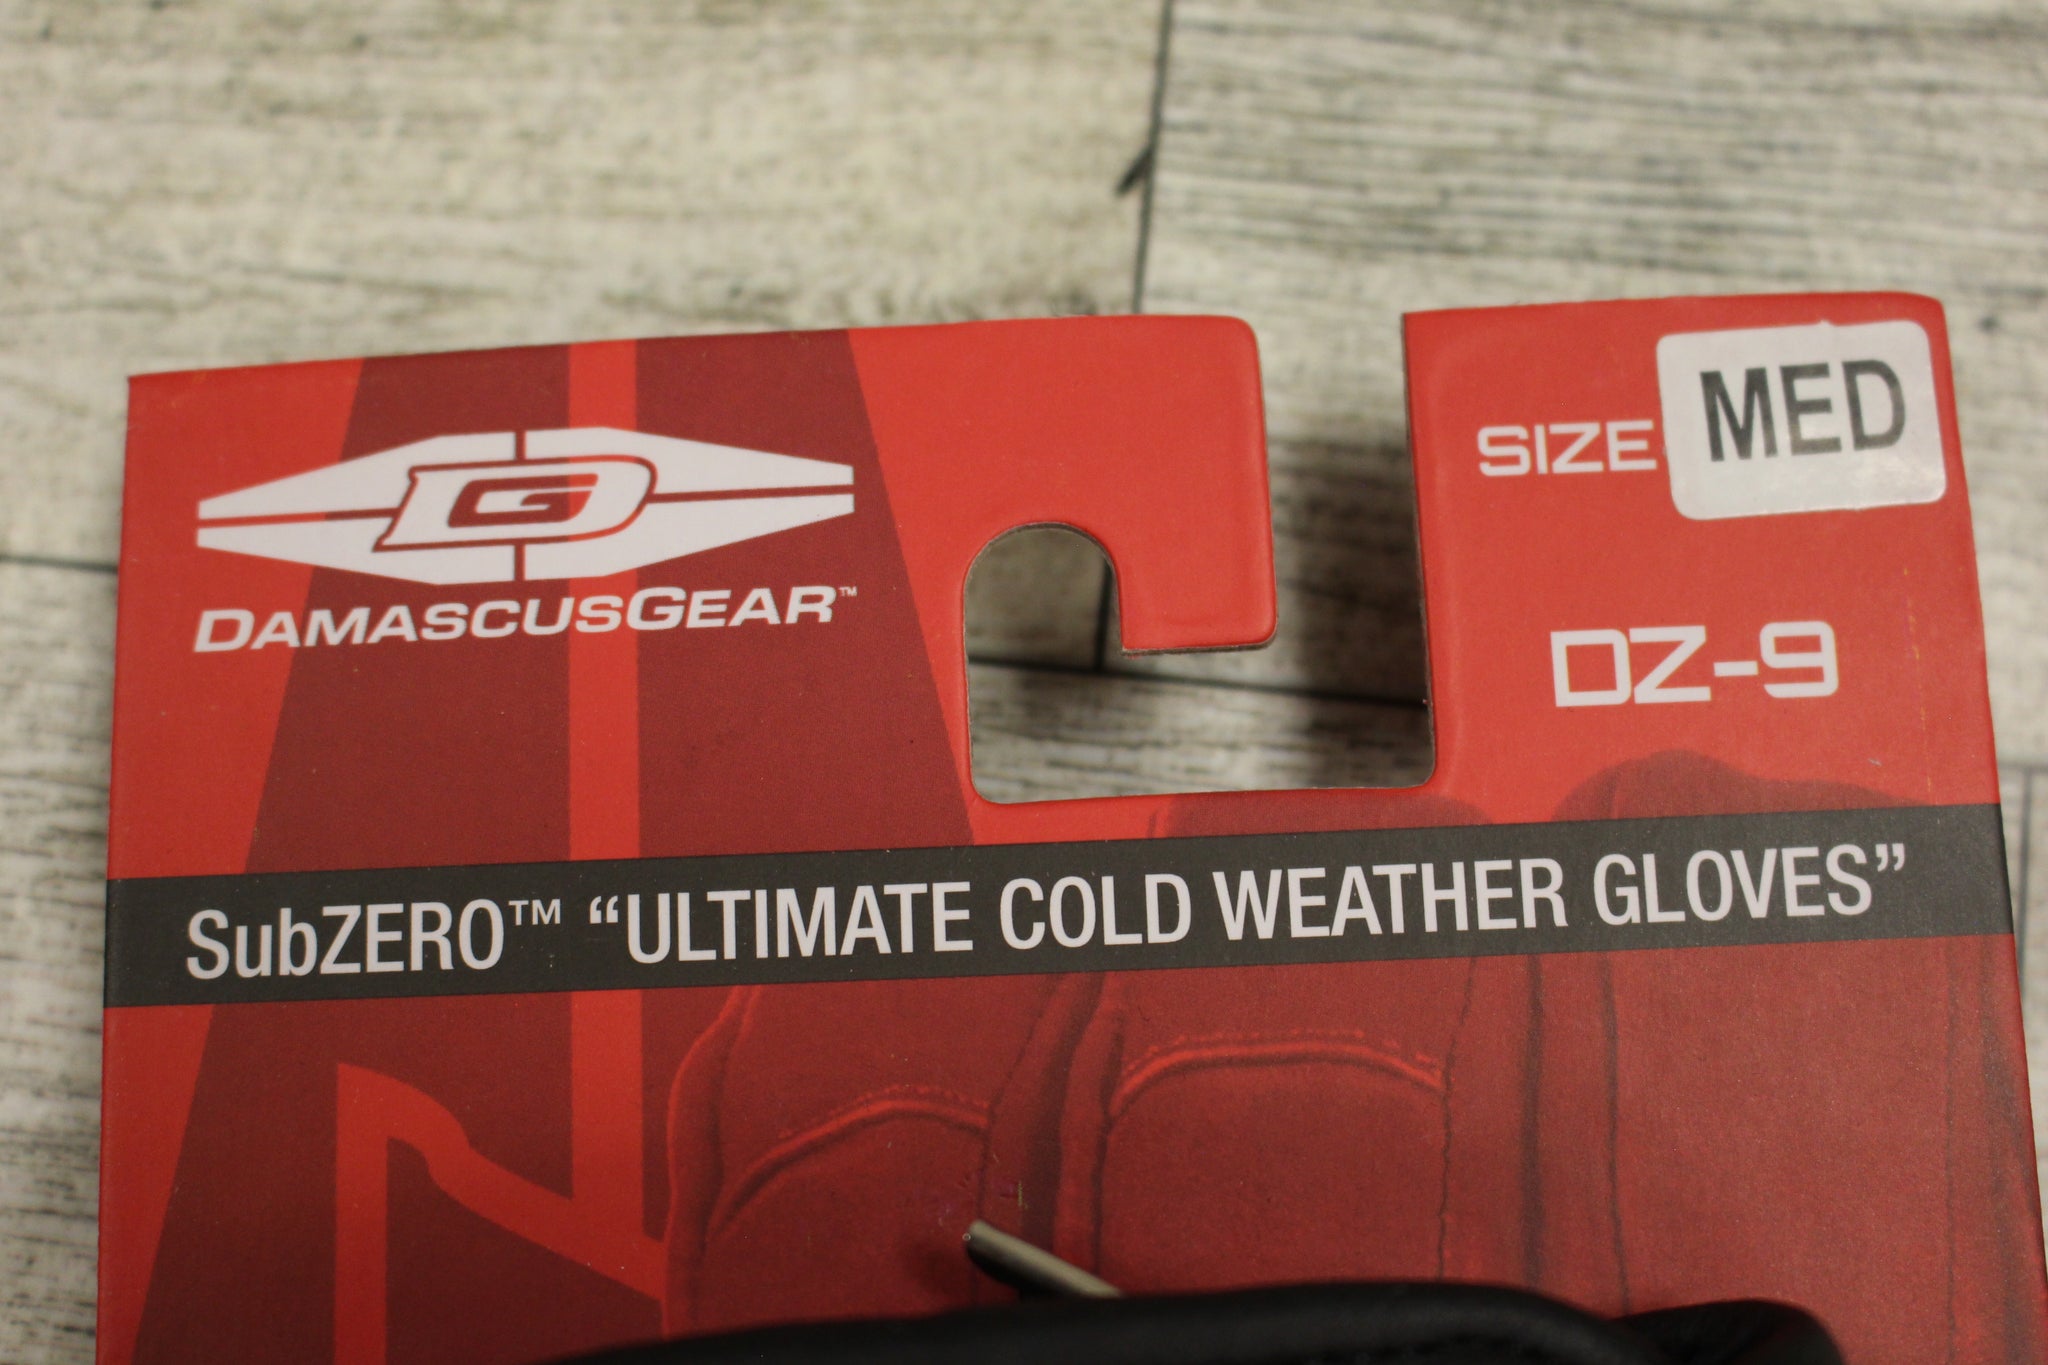 DG
DAMASCUSGEAR™
SIZE MED
DZ-9
SubZERO™ “ULTIMATE COLD WEATHER GLOVES”